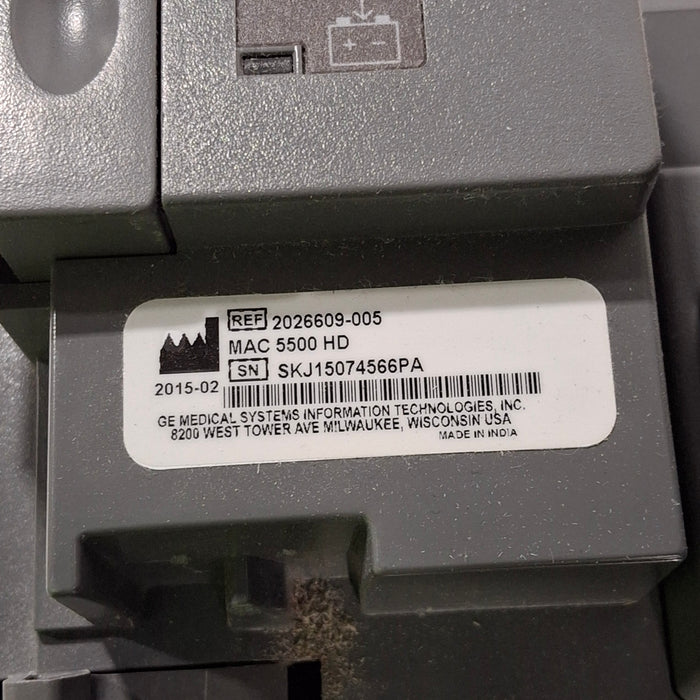 REF 2026609-005
MAC 5500 HD
SN SKJ15074566PA
2015-02
GE MEDICAL SYSTEMS INFORMATION TECHNOLOGIES, INC.
8200 WEST TOWER AVE MILWAUKEE, WISCONSIN USA
MADE IN INDIA